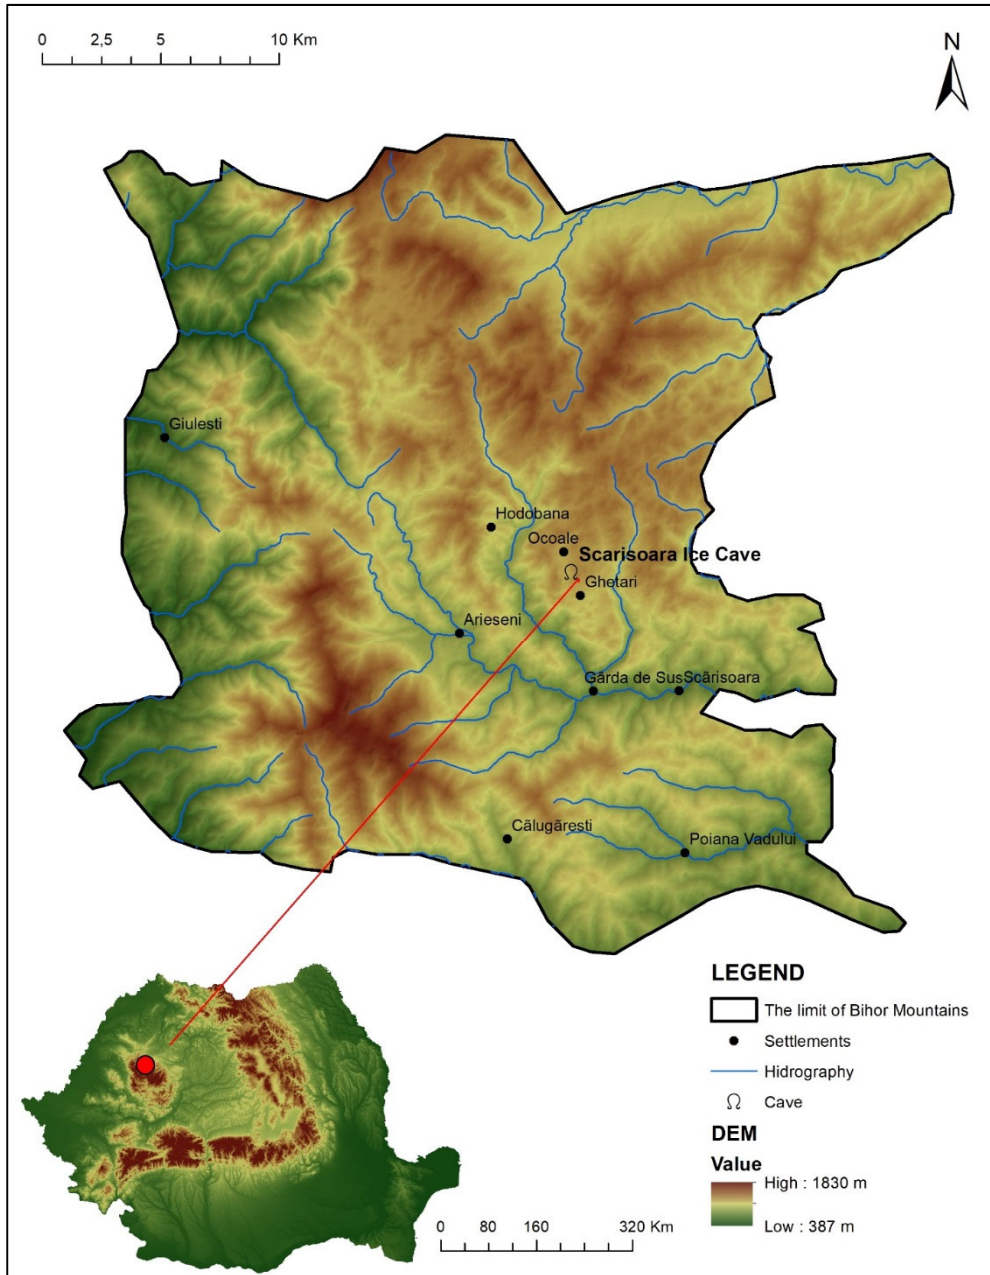 0 2,5 5 10 Km
N
Giulesti
Hodobana
Ocoale
Scarisoara Ice Cave
Ghetari
Arieseni
Gârda de Sus Scãrisoara
Cãlugãresti
Poiana Vadului
LEGEND
The limit of Bihor Mountains
Settlements
Hidrography
Cave
DEM
Value
High : 1830 m
Low : 387 m
0 80 160 320 Km